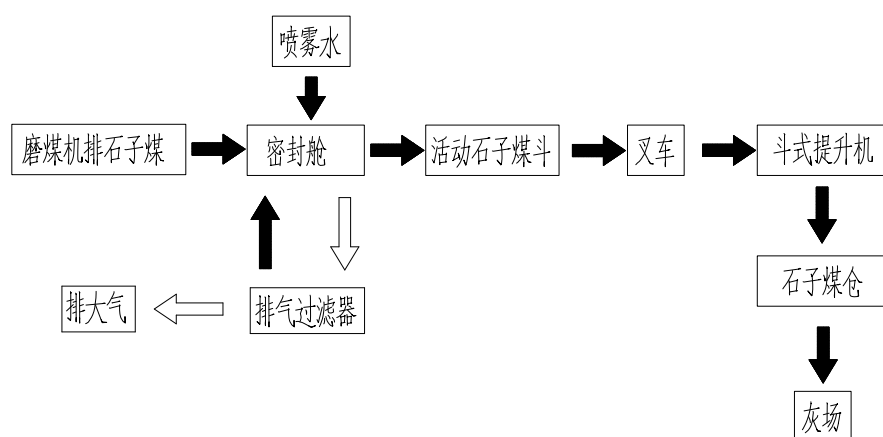 喷雾水
磨煤机排石子煤
密封舱
活动石子煤斗
叉车
斗式提升机
石子煤仓
排大气
排气过滤器
灰场